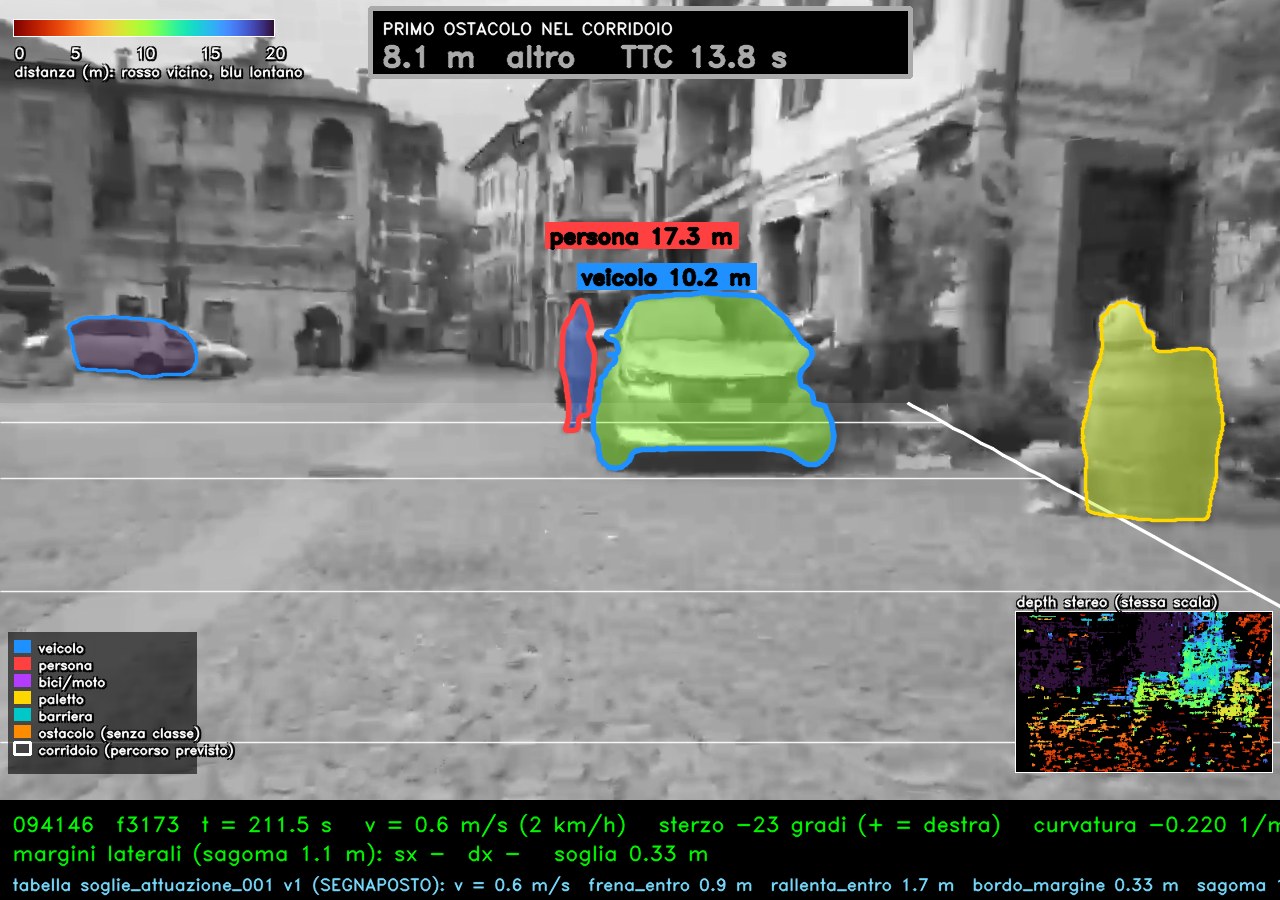 PRIMO OSTACOLO NEL CORRIDOIO
8.1 m altro TTC 13.8 s
0 5 10 15 20
distanza (m): rosso vicino, blu lontano
persona 17.3 m
veicolo 10.2 m
depth stereo (stessa scala)
veicolo
persona
bici/moto
paletto
barriera
ostacolo (senza classe)
corridoio (percorso previsto)
094146 f3173 t = 211.5 s v = 0.6 m/s (2 km/h) sterzo −23 gradi (+ = destra) curvatura −0.220 1/m
margini laterali (sagoma 1.1 m): sx − dx − soglia 0.33 m
tabella soglie_attuazione_001 v1 (SEGNAPOSTO): v = 0.6 m/s frena_entro 0.9 m rallenta_entro 1.7 m bordo_margine 0.33 m sagoma